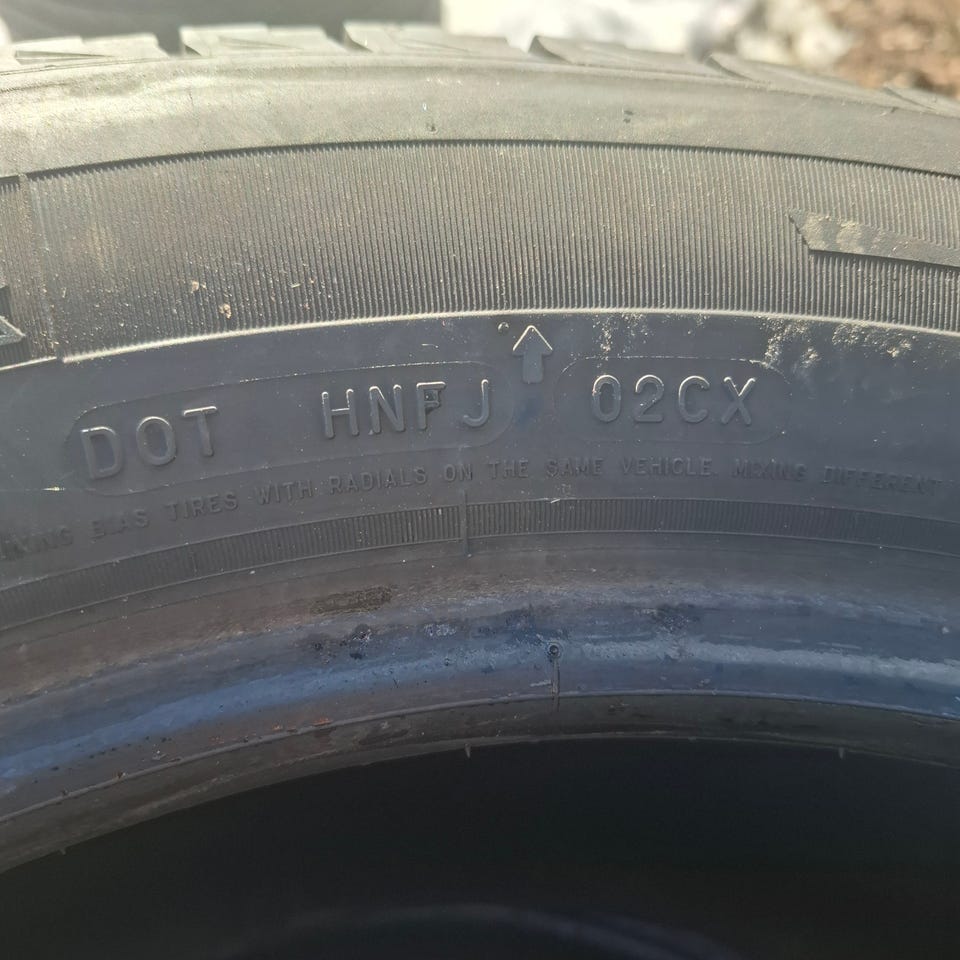 DOT HNFJ 02CX
BIAS TIRES WITH RADIALS ON THE SAME VEHICLE. MIXING DIFFERENT